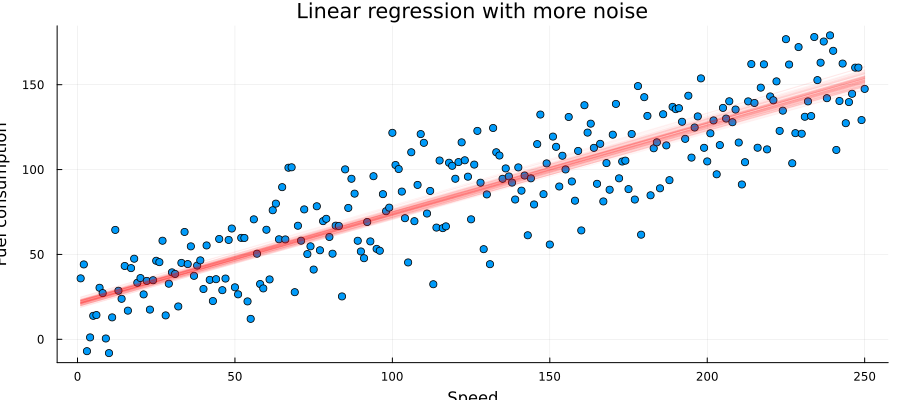 Linear regression with more noise
Fuel consumption
150
100
50
0
0 50 100 150 200 250
Speed